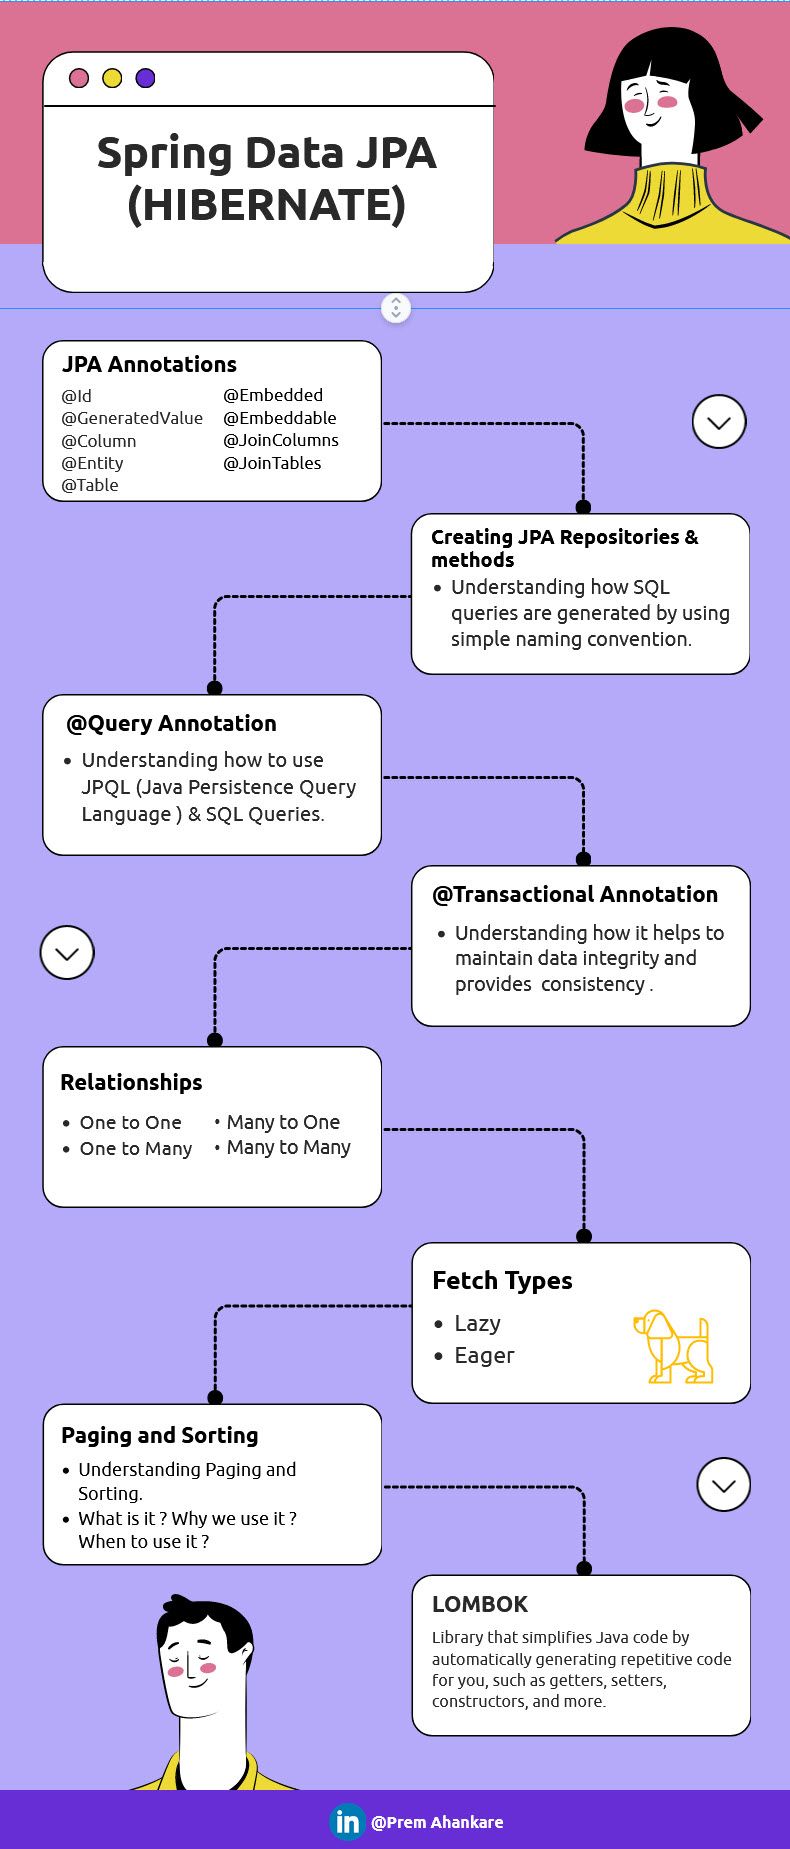 Spring Data JPA
(HIBERNATE)
JPA Annotations
@Id
@GeneratedValue
@Column
@Entity
@Table
@Embedded
@Embeddable
@JoinColumns
@JoinTables
Creating JPA Repositories &
methods
• Understanding how SQL
queries are generated by using
simple naming convention.
@Query Annotation
• Understanding how to use
JPQL (Java Persistence Query
Language ) & SQL Queries.
@Transactional Annotation
• Understanding how it helps to
maintain data integrity and
provides  consistency .
Relationships
• One to One
• One to Many
• Many to One
• Many to Many
Fetch Types
• Lazy
• Eager
Paging and Sorting
• Understanding Paging and
Sorting.
• What is it ? Why we use it ?
When to use it ?
LOMBOK
Library that simplifies Java code by
automatically generating repetitive code
for you, such as getters, setters,
constructors, and more.
in @Prem Ahankare